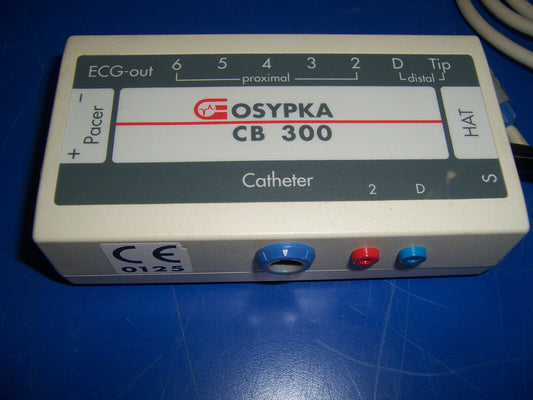 ECG-out 6 5 4 3 2 D Tip
proximal distal
− Pacer +
OSYPKA
CB 300
HAT
S
Catheter
2 D
CE
0125